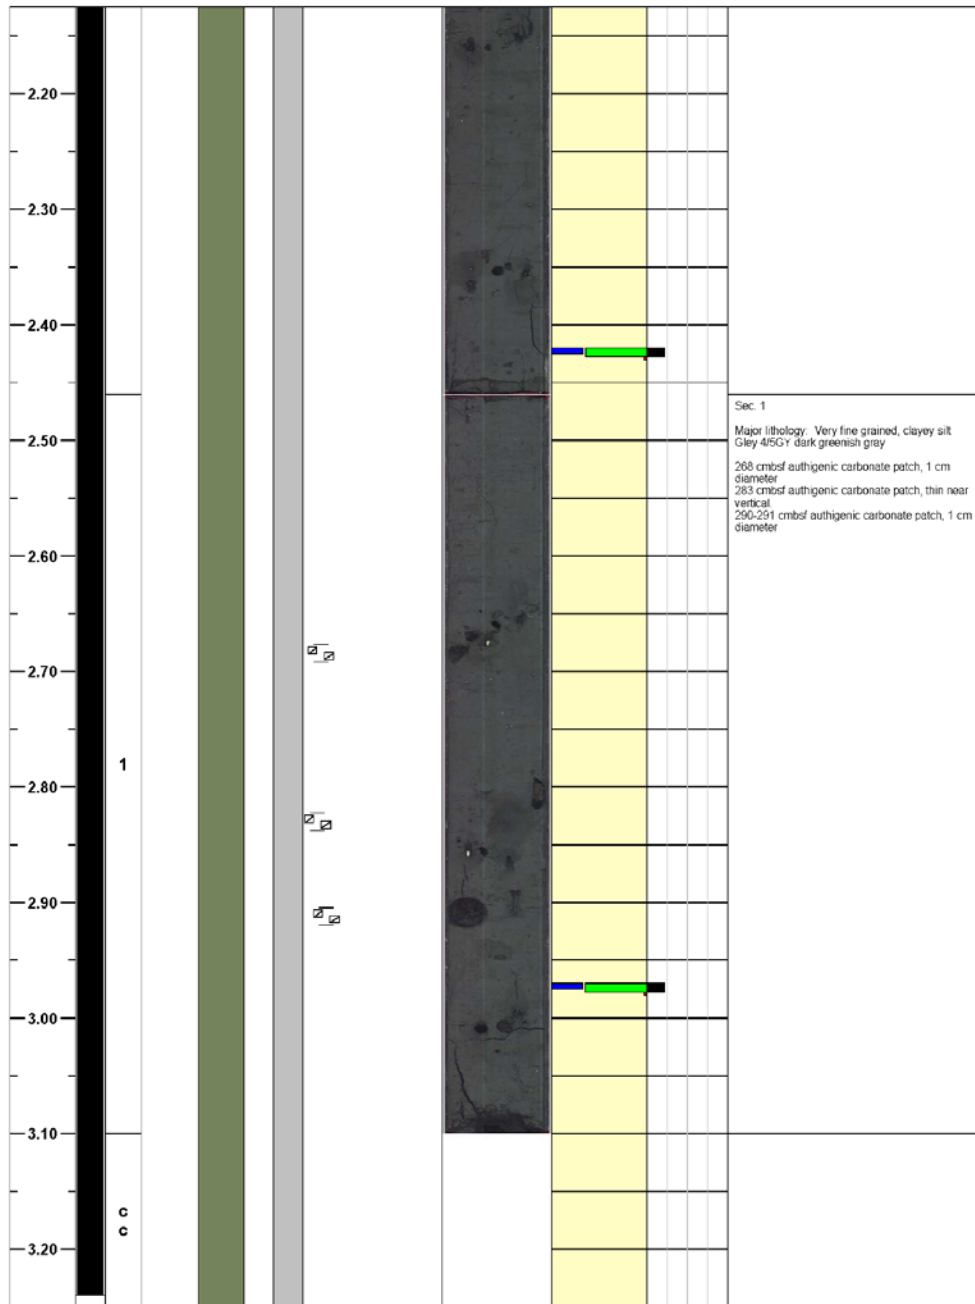 2.20
2.30
2.40
Sec. 1
Major lithology: Very fine grained, clayey silt
Gley 4/5GY dark greenish gray
268 cmbsf authigenic carbonate patch, 1 cm
diameter
283 cmbsf authigenic carbonate patch, thin near
vertical
290-291 cmbsf authigenic carbonate patch, 1 cm
diameter
2.50
2.60
2.70
1
2.80
2.90
3.00
3.10
c
c
3.20